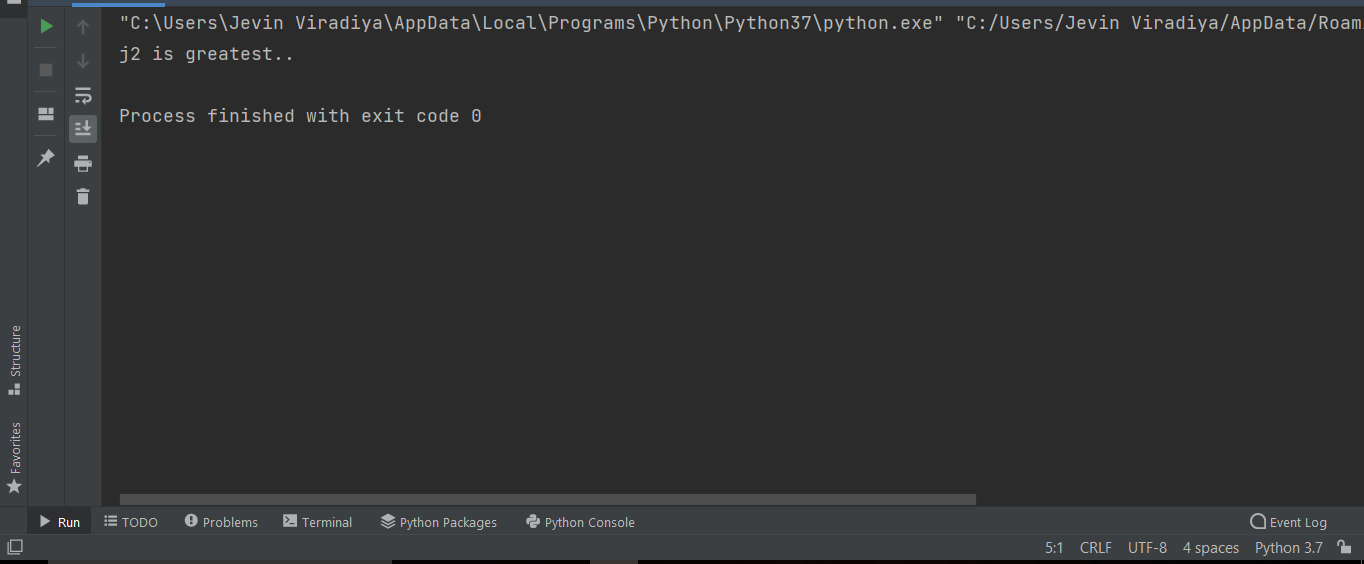 "C:\Users\Jevin Viradiya\AppData\Local\Programs\Python\Python37\python.exe" "C:/Users/Jevin Viradiya/AppData/Roam
j2 is greatest..
Process finished with exit code 0
Structure
Favorites
Run TODO Problems Terminal Python Packages Python Console Event Log
5:1 CRLF UTF-8 4 spaces Python 3.7